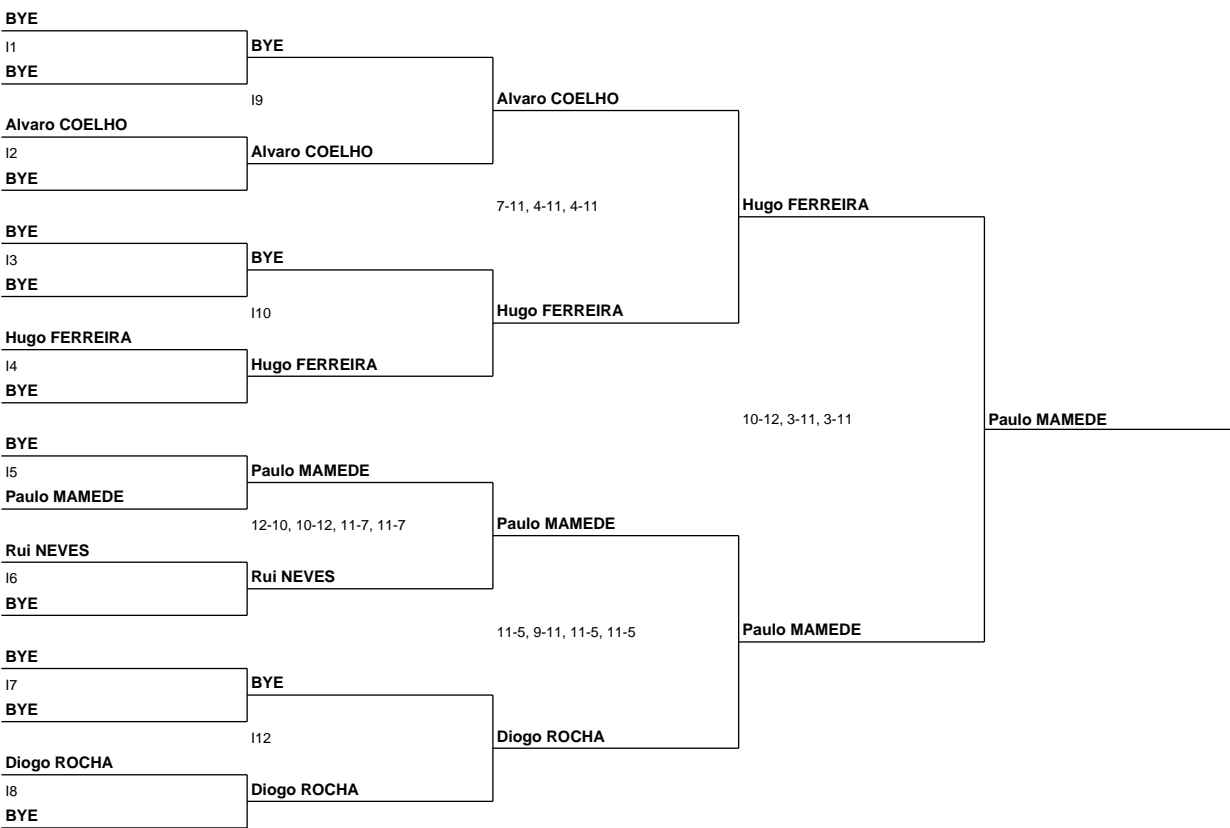 BYE
I1
BYE
BYE
I9
Alvaro COELHO
Alvaro COELHO
I2
Alvaro COELHO
BYE
7-11, 4-11, 4-11
Hugo FERREIRA
BYE
I3
BYE
BYE
I10
Hugo FERREIRA
Hugo FERREIRA
I4
Hugo FERREIRA
BYE
10-12, 3-11, 3-11
Paulo MAMEDE
BYE
I5
Paulo MAMEDE
Paulo MAMEDE
12-10, 10-12, 11-7, 11-7
Paulo MAMEDE
Rui NEVES
I6
Rui NEVES
BYE
11-5, 9-11, 11-5, 11-5
Paulo MAMEDE
BYE
I7
BYE
BYE
I12
Diogo ROCHA
Diogo ROCHA
I8
Diogo ROCHA
BYE